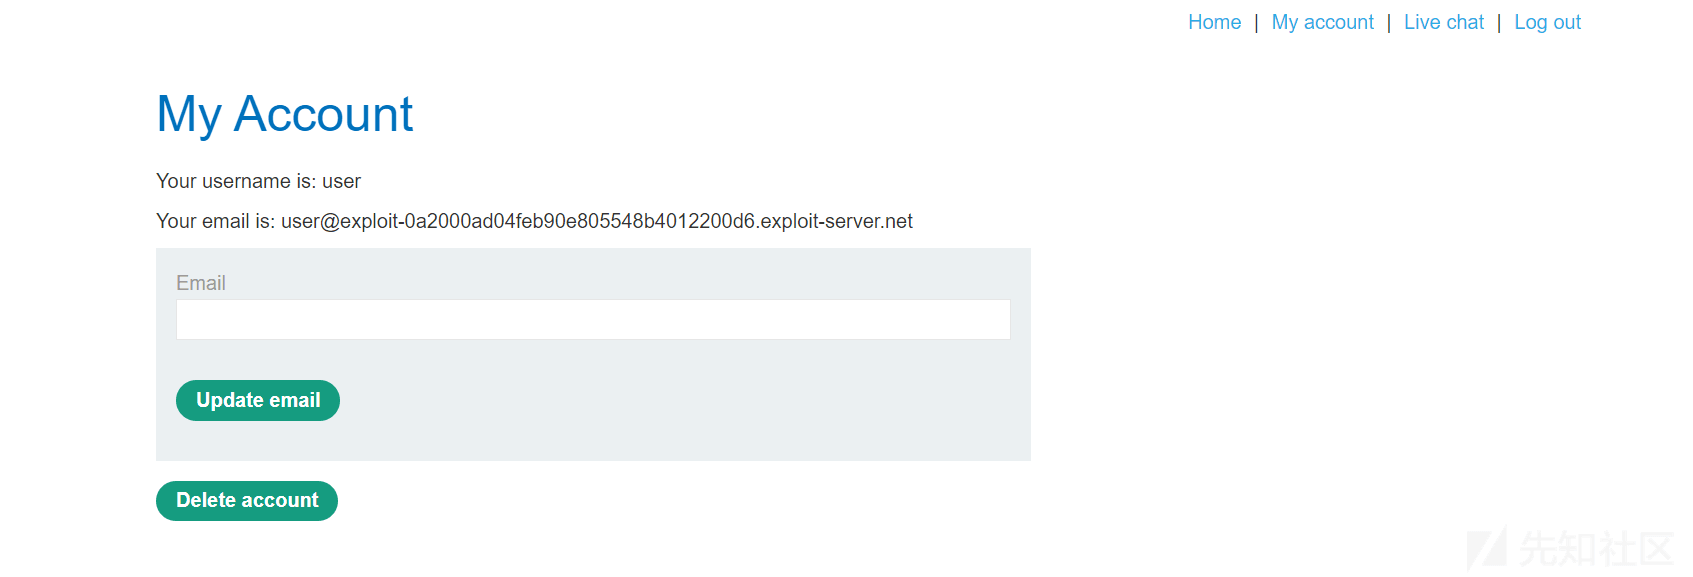 Home | My account | Live chat | Log out
My Account
Your username is: user
Your email is: user@exploit-0a2000ad04feb90e805548b4012200d6.exploit-server.net
Email
Update email
Delete account
先知社区